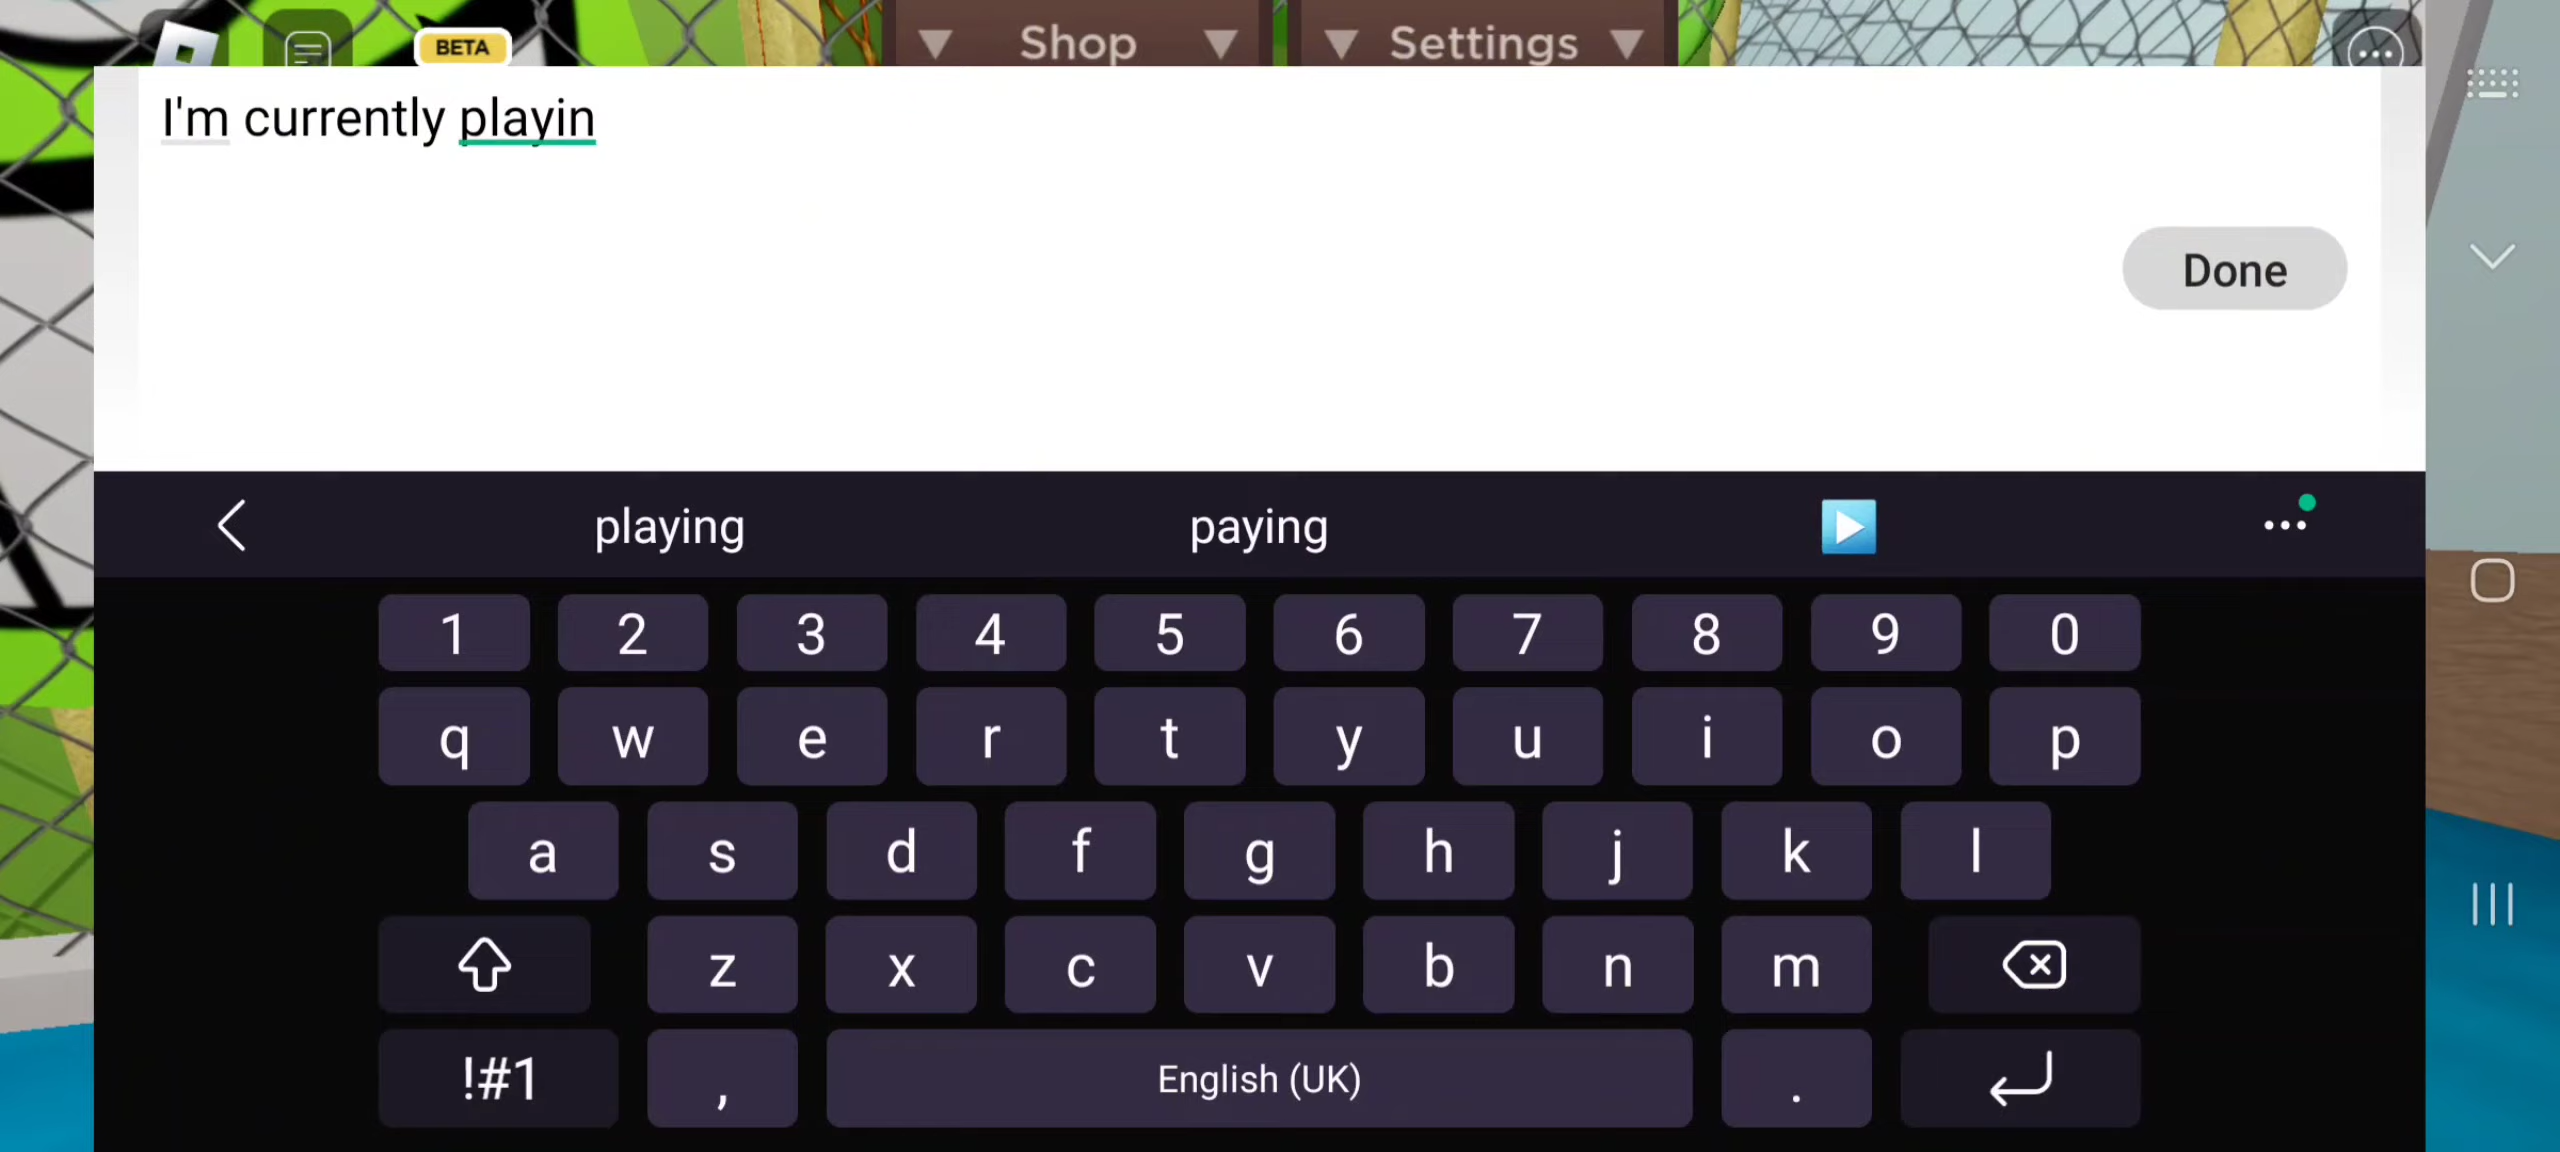 BETA
Shop
Settings
I'm currently playin
Done
playing paying
1 2 3 4 5 6 7 8 9 0
q w e r t y u i o p
a s d f g h j k l
z x c v b n m
!#1 , English (UK) .